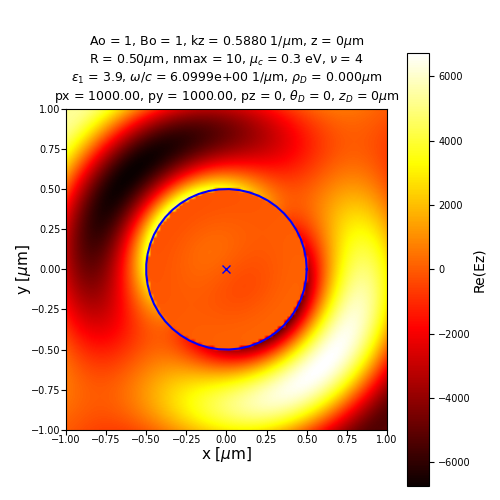 Ao = 1, Bo = 1, kz = 0.5880 1/μm, z = 0μm
R = 0.50μm, nmax = 10, μc = 0.3 eV, ν = 4
ε1 = 3.9, ω/c = 6.0999e+00 1/μm, ρD = 0.000μm
px = 1000.00, py = 1000.00, pz = 0, θD = 0, zD = 0μm
1.00
0.75
0.50
0.25
0.00
−0.25
−0.50
−0.75
−1.00
y [μm]
−1.00 −0.75 −0.50 −0.25 0.00 0.25 0.50 0.75 1.00
x [μm]
6000
4000
2000
0
−2000
−4000
−6000
Re(Ez)